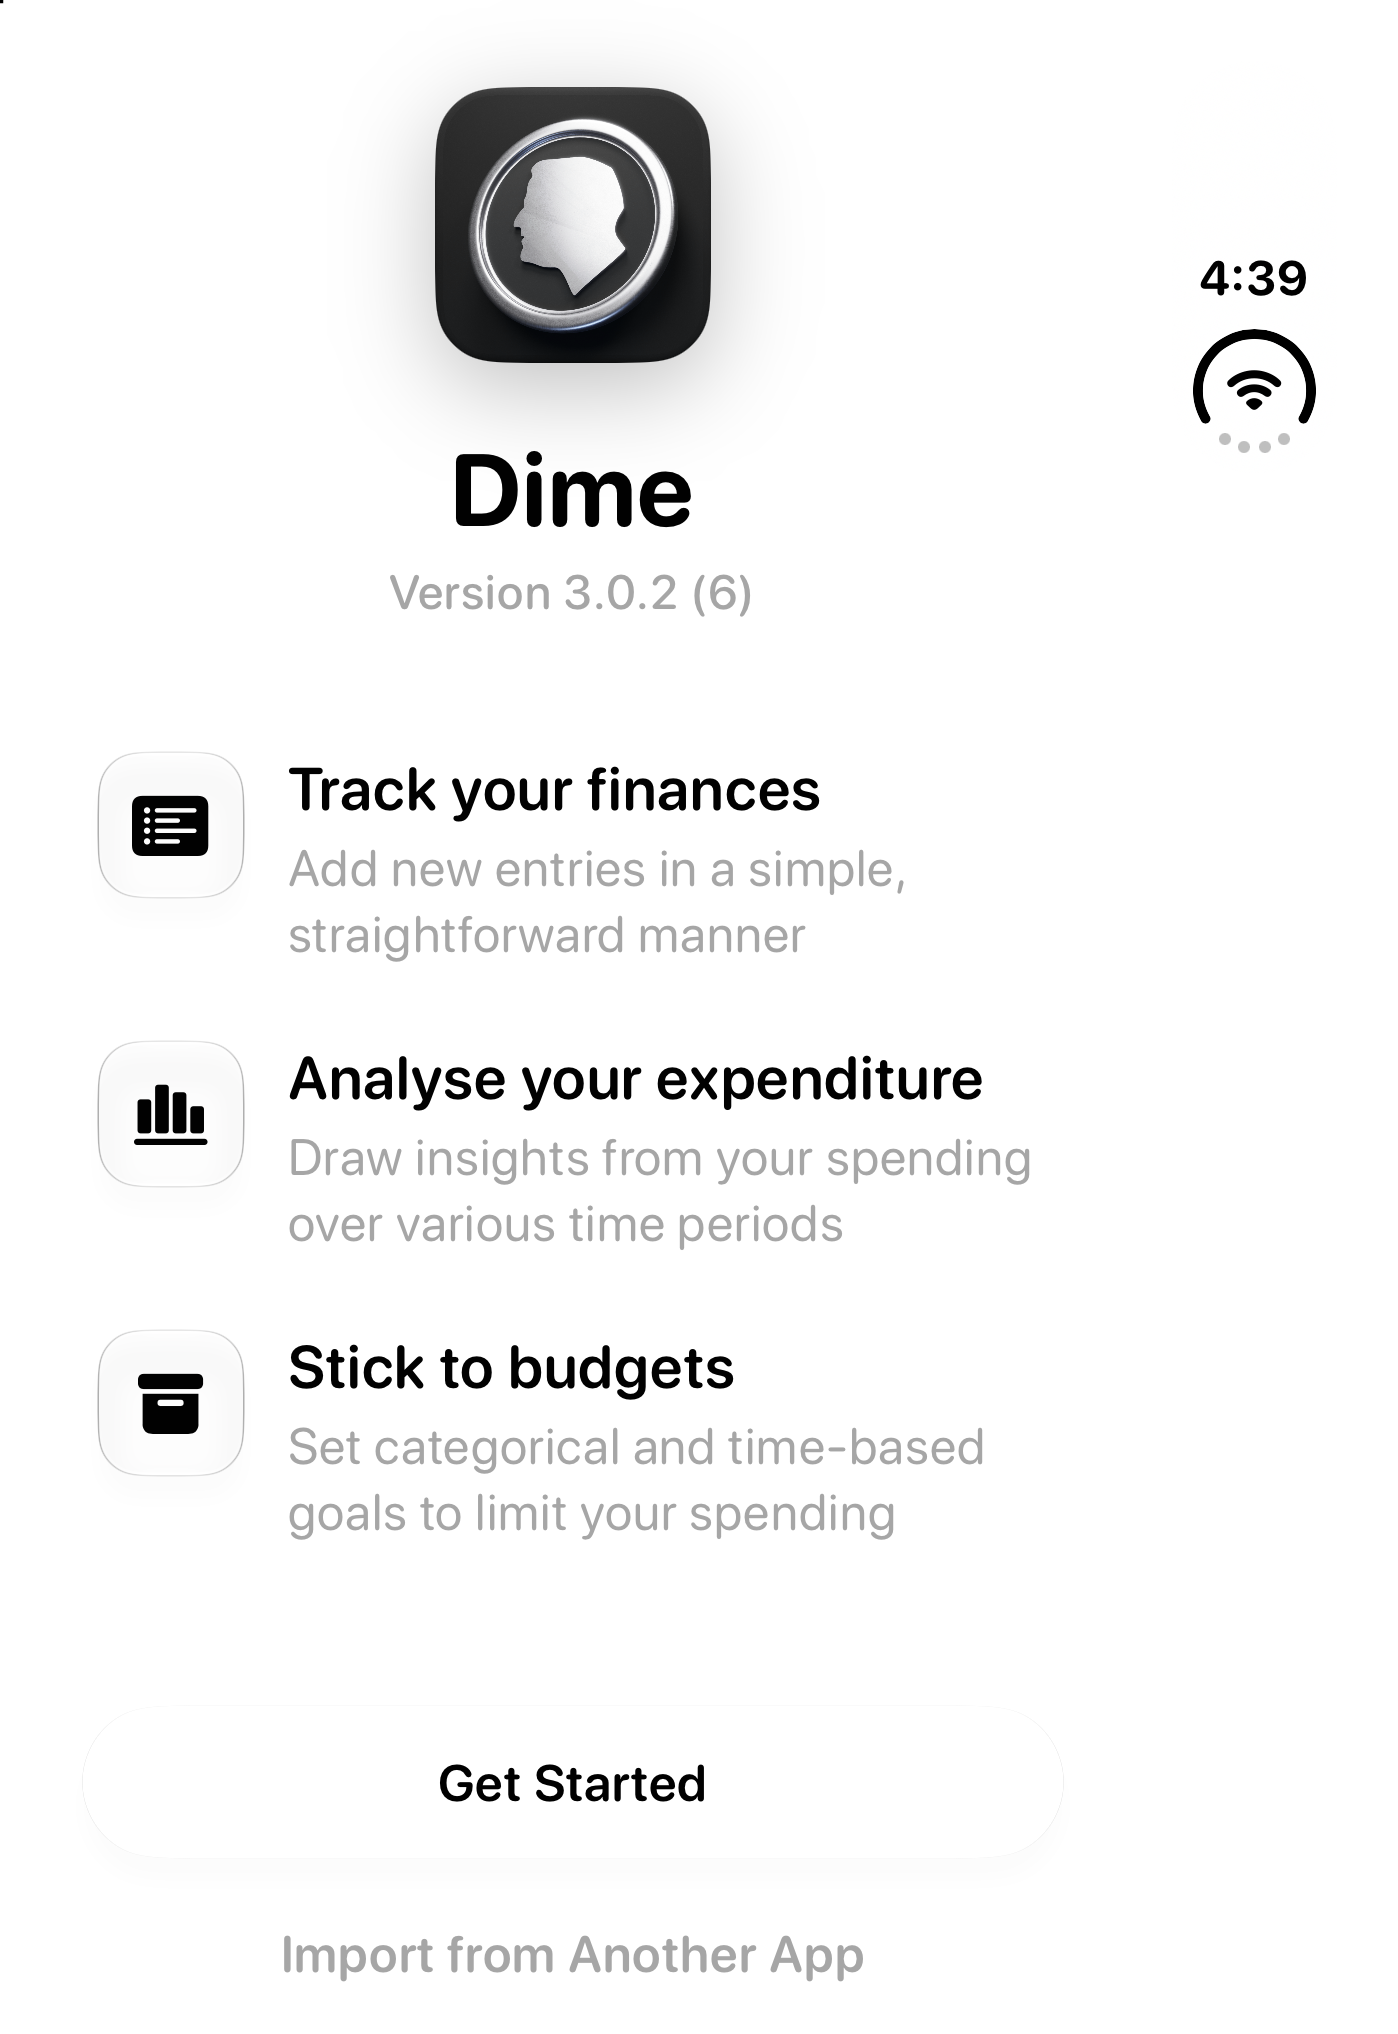 4:39
Dime
Version 3.0.2 (6)
Track your finances
Add new entries in a simple,
straightforward manner
Analyse your expenditure
Draw insights from your spending
over various time periods
Stick to budgets
Set categorical and time-based
goals to limit your spending
Get Started
Import from Another App